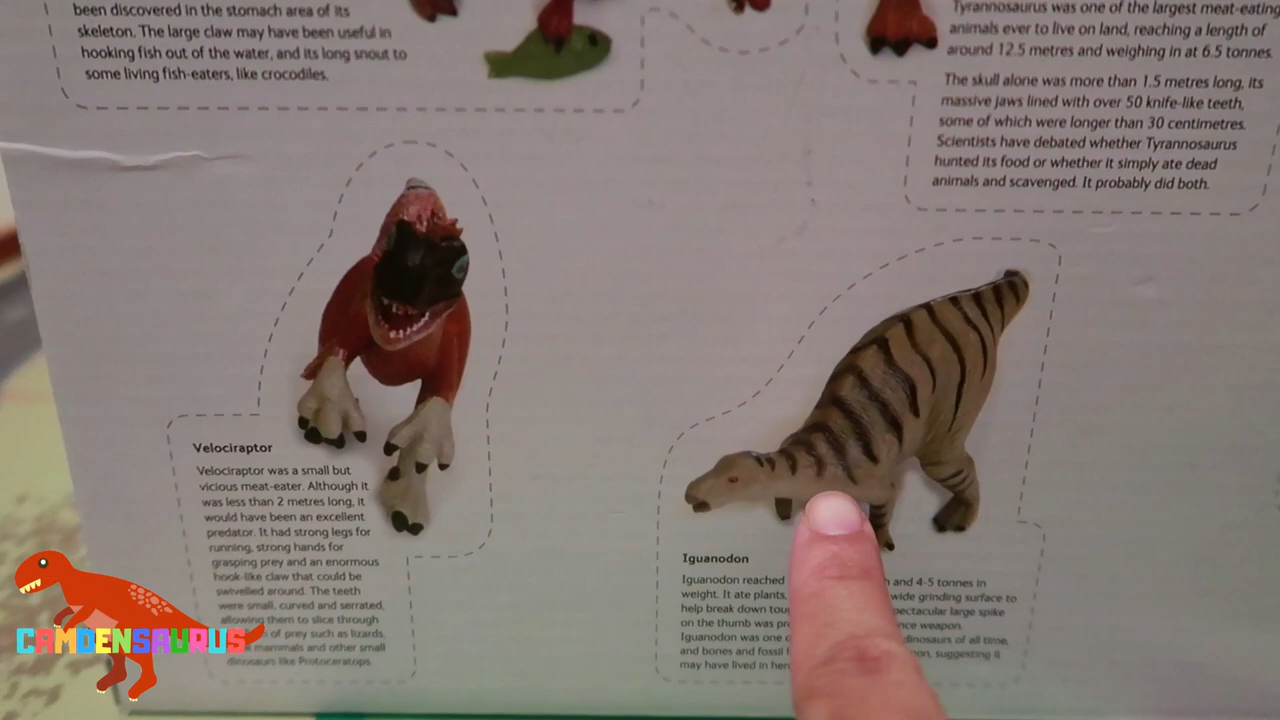 been discovered in the stomach area of its
skeleton. The large claw may have been useful in
hooking fish out of the water, and its long snout to
some living fish-eaters, like crocodiles.
Tyrannosaurus was one of the largest meat-eating
animals ever to live on land, reaching a length of
around 12.5 metres and weighing in at 6.5 tonnes.
The skull alone was more than 1.5 metres long, its
massive jaws lined with over 50 knife-like teeth,
some of which were longer than 30 centimetres.
Scientists have debated whether Tyrannosaurus
hunted its food or whether it simply ate dead
animals and scavenged. It probably did both.
Velociraptor
Velociraptor was a small but
vicious meat-eater. Although it
was less than 2 metres long, it
would have been an excellent
predator. It had strong legs for
running, strong hands for
grasping prey and an enormous
hook-like claw that could be
swivelled around. The teeth
were small, curved and serrated,
allowing them to slice through
of prey such as lizards,
mammals and other small
dinosaurs like Protoceratops.
Iguanodon
Iguanodon reached and 4-5 tonnes in
weight. It ate plants, wide grinding surface to
help break down large spike
on the thumb was weapon.
Iguanodon was one dinosaurs of all time,
and bones and fossil suggesting it
may have lived in
CAMDENSAURUS